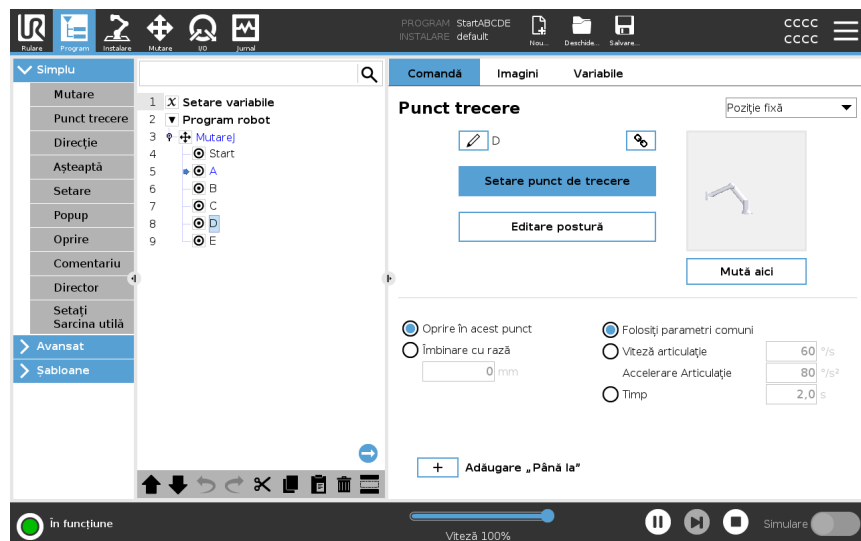 UR
PROGRAM StartABCDE
INSTALARE default
CCCC
CCCC
Rulare Program Instalare Mutare I/O Jurnal
Nou... Deschide... Salvare...
Simplu
Mutare
Punct trecere
Direcție
Așteaptă
Setare
Popup
Oprire
Comentariu
Director
Setați
Sarcina utilă
Avansat
Șabloane
1 X Setare variabile
2 Program robot
3 MutareJ
4 Start
5 A
6 B
7 C
8 D
9 E
Comandă Imagini Variabile
Punct trecere
Poziție fixă
D
Setare punct de trecere
Editare postură
Mută aici
Oprire în acest punct
Îmbinare cu rază
0 mm
Folosiți parametri comuni
Viteză articulație 60 °/s
Accelerare Articulație 80 °/s²
Timp 2,0 s
+ Adăugare „Până la”
În funcțiune
Viteză 100%
Simulare